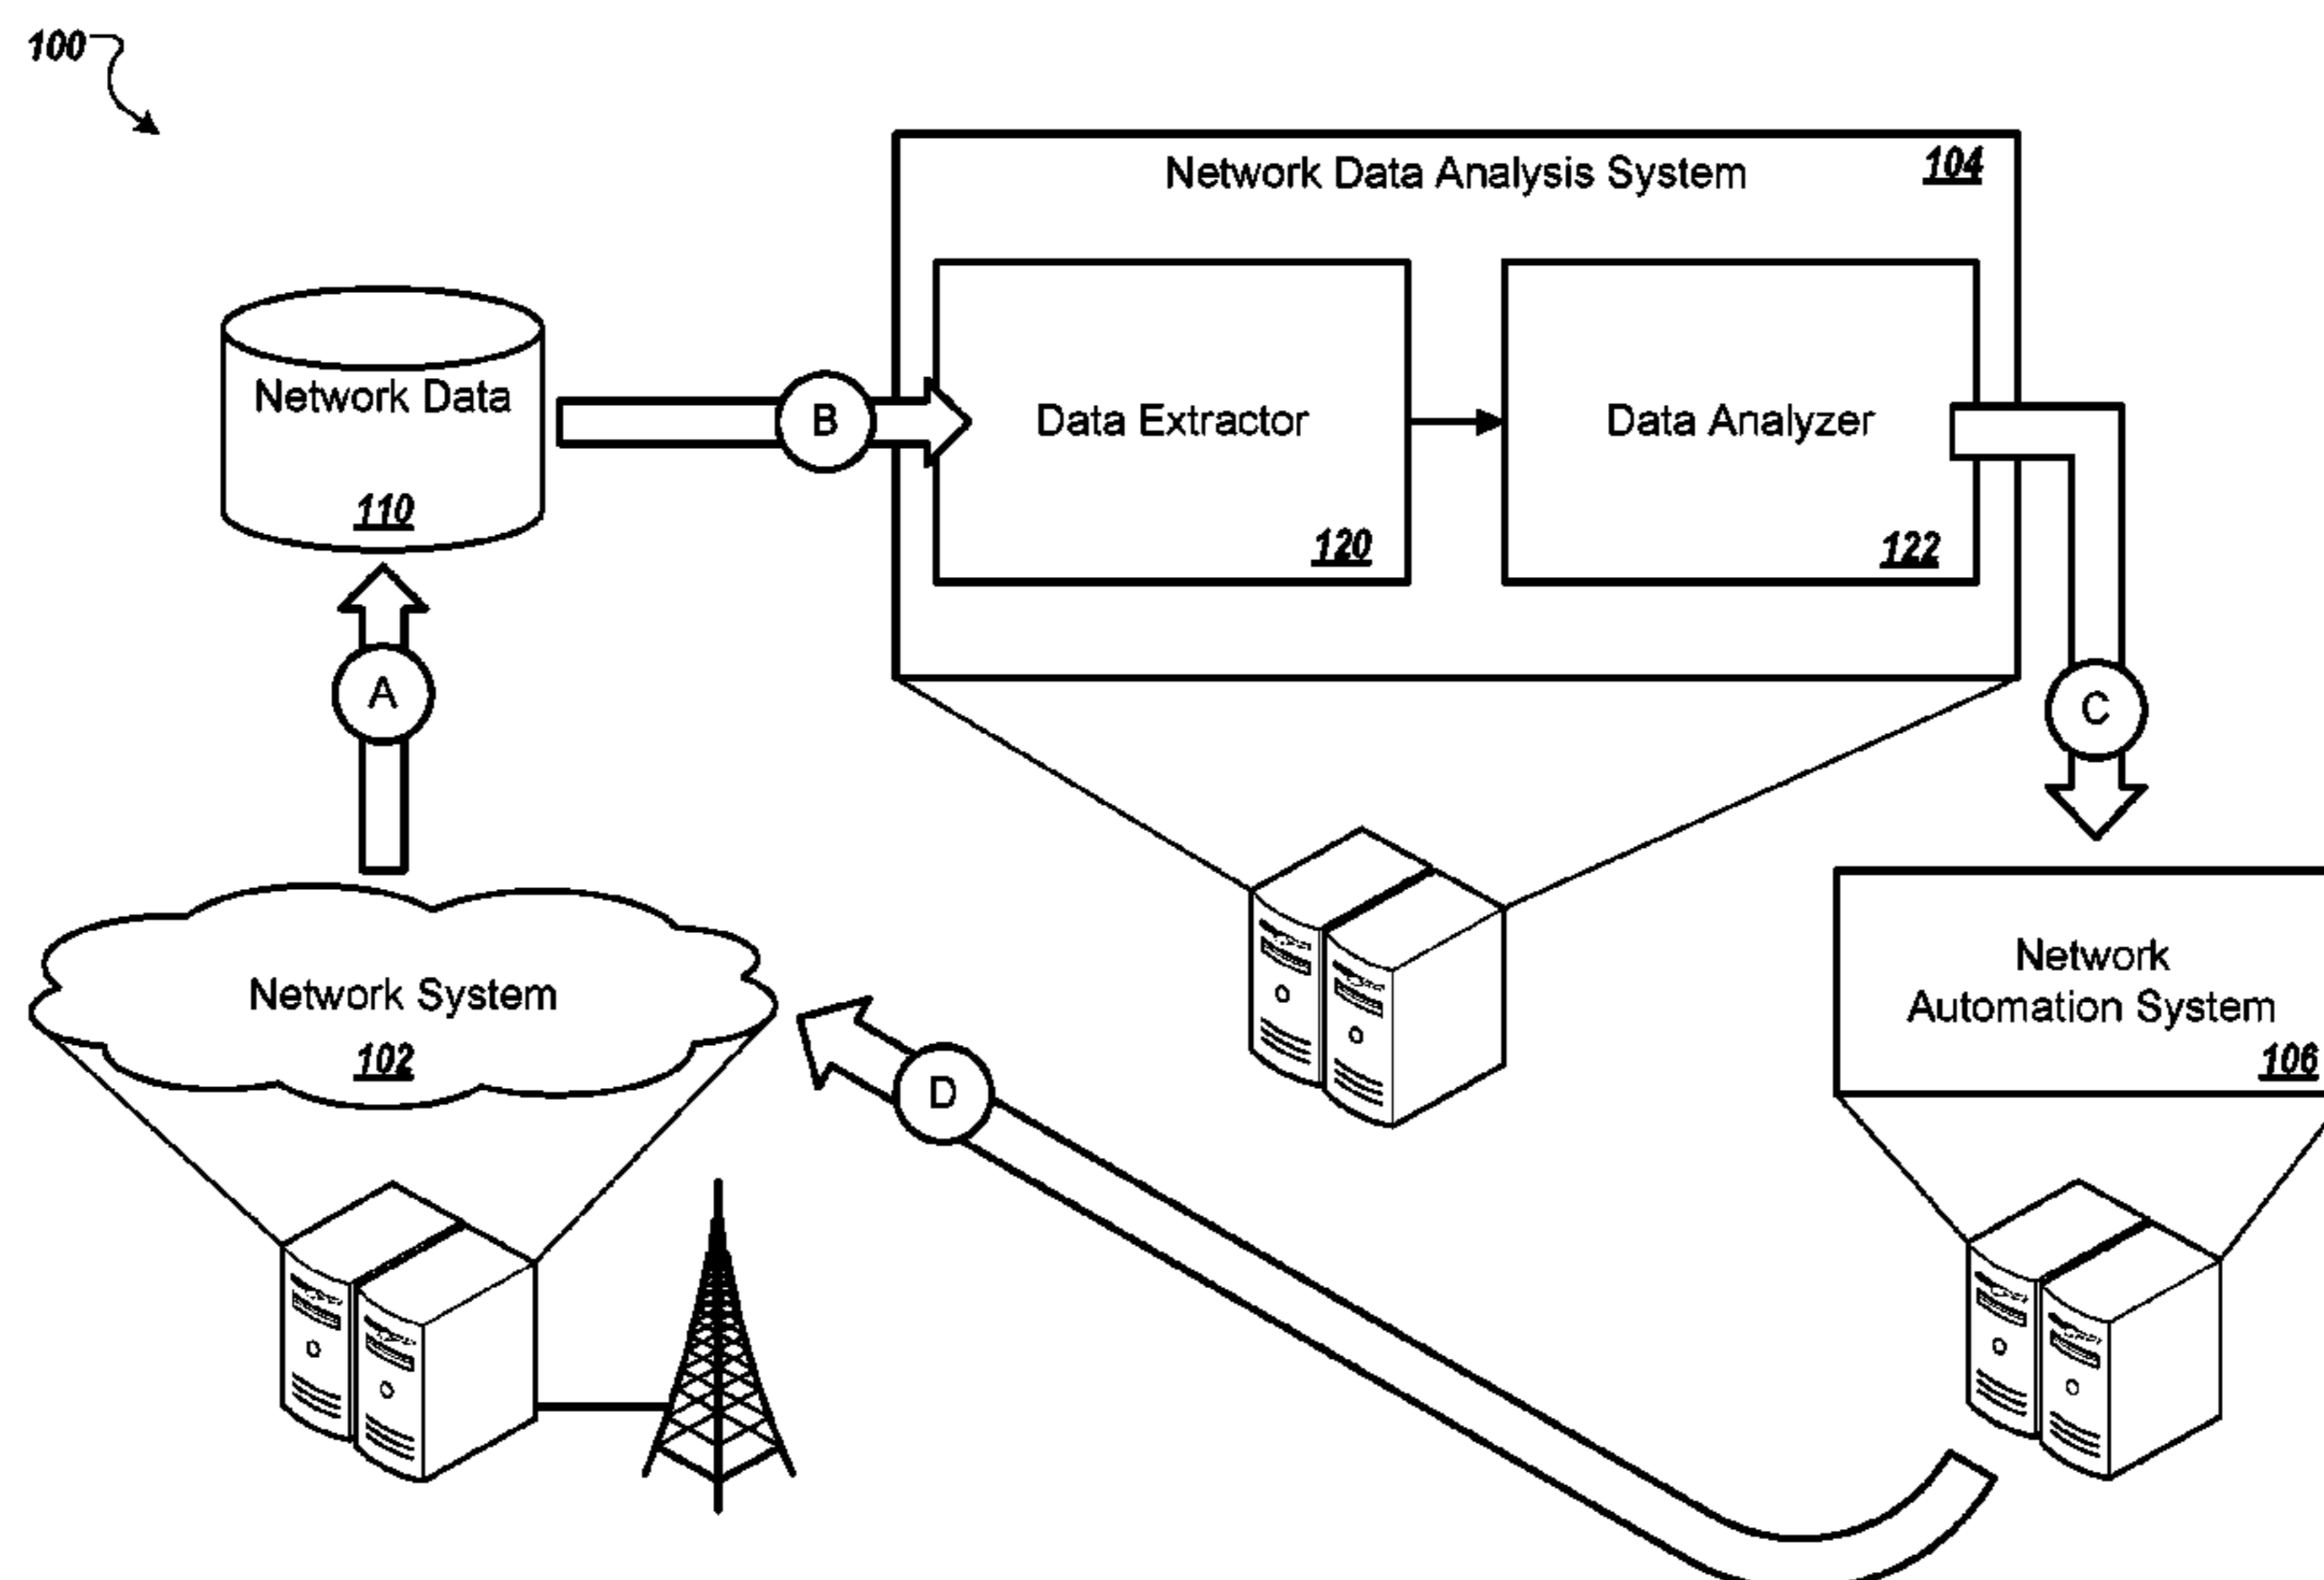 100
Network Data Analysis System
104
Network Data
110
B
Data Extractor
120
Data Analyzer
122
A
C
Network System
102
D
Network
Automation System
106